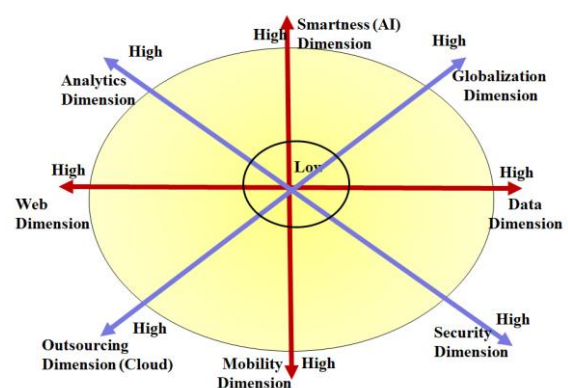 Smartness (AI)
Dimension
High
High
High
Analytics
Dimension
Globalization
Dimension
Low
High
High
Web
Dimension
Data
Dimension
High
High
Outsourcing
Dimension (Cloud)
Mobility
Dimension
High
Security
Dimension